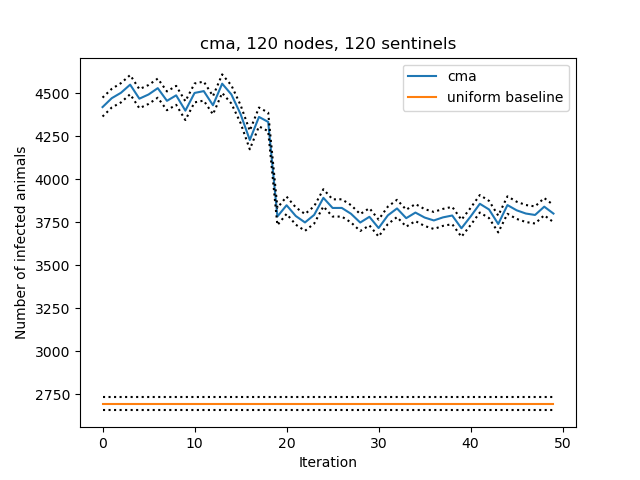 cma, 120 nodes, 120 sentinels
cma
uniform baseline
Number of infected animals
4500
4250
4000
3750
3500
3250
3000
2750
0 10 20 30 40 50
Iteration